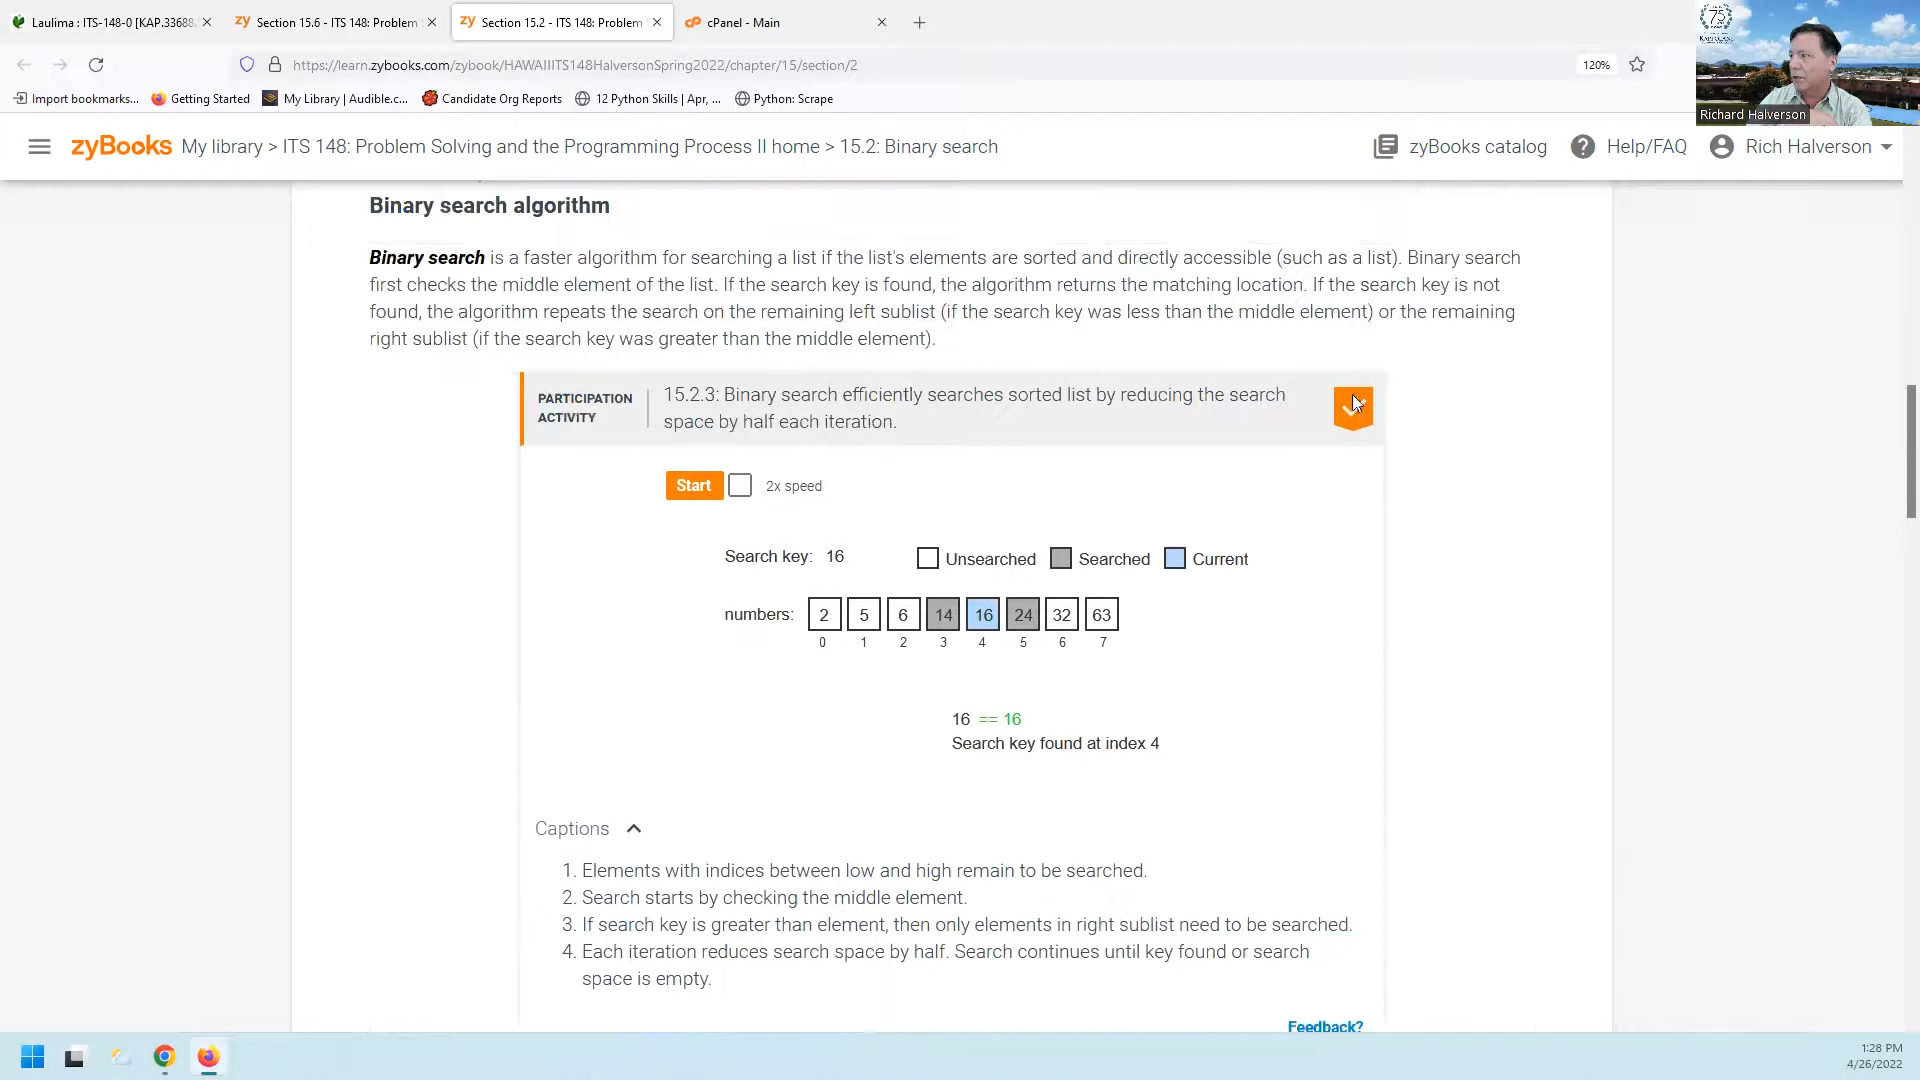 Laulima : ITS-148-0 [KAP.33688.
Section 15.6 - ITS 148: Problem
Section 15.2 - ITS 148: Problem
cPanel - Main
https://learn.zybooks.com/zybook/HAWAIIITS148HalversonSpring2022/chapter/15/section/2
120%
Import bookmarks...
Getting Started
My Library | Audible.c...
Candidate Org Reports
12 Python Skills | Apr, ...
Python: Scrape
75
Richard Halverson
zyBooks My library > ITS 148: Problem Solving and the Programming Process II home > 15.2: Binary search
zyBooks catalog
Help/FAQ
Rich Halverson
Binary search algorithm
Binary search is a faster algorithm for searching a list if the list's elements are sorted and directly accessible (such as a list). Binary search
first checks the middle element of the list. If the search key is found, the algorithm returns the matching location. If the search key is not
found, the algorithm repeats the search on the remaining left sublist (if the search key was less than the middle element) or the remaining
right sublist (if the search key was greater than the middle element).
PARTICIPATION
ACTIVITY
15.2.3: Binary search efficiently searches sorted list by reducing the search
space by half each iteration.
Start
2x speed
Search key: 16
Unsearched Searched Current
numbers: 2 5 6 14 16 24 32 63
0 1 2 3 4 5 6 7
16 == 16
Search key found at index 4
Captions
1. Elements with indices between low and high remain to be searched.
2. Search starts by checking the middle element.
3. If search key is greater than element, then only elements in right sublist need to be searched.
4. Each iteration reduces search space by half. Search continues until key found or search
space is empty.
Feedback?
1:28 PM
4/26/2022